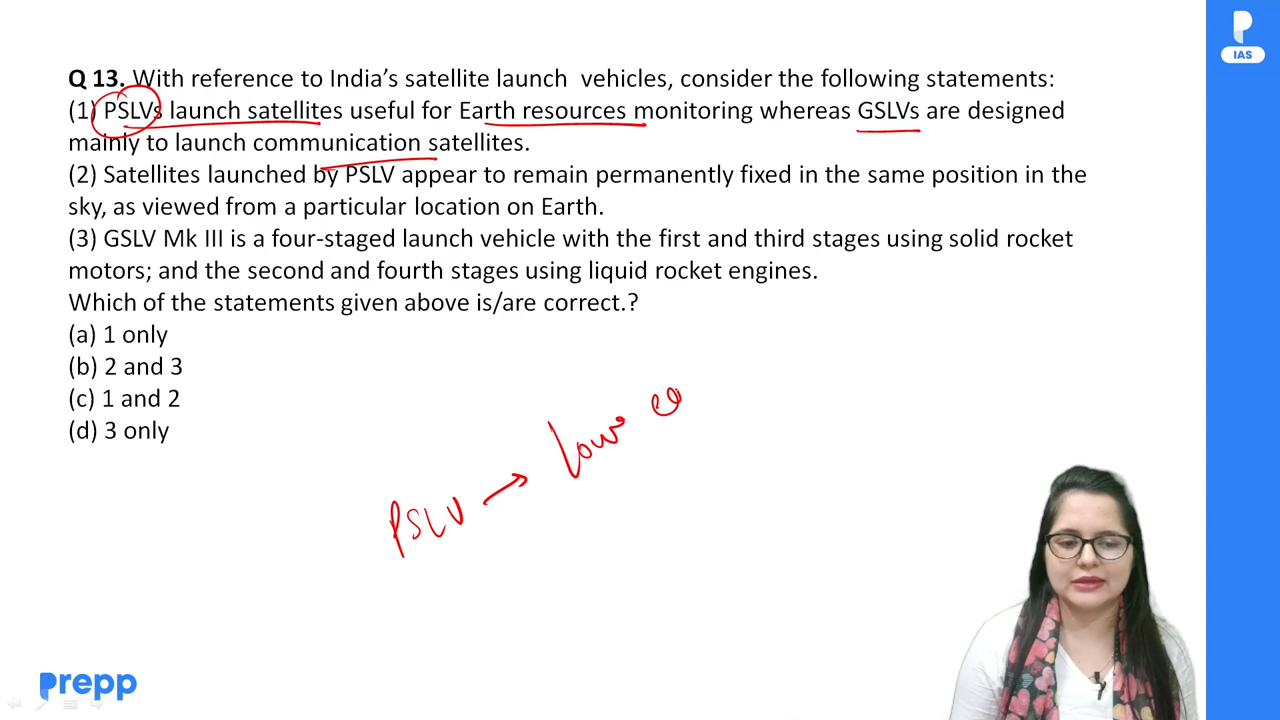 IAS
Q 13. With reference to India's satellite launch vehicles, consider the following statements:
(1) PSLVs launch satellites useful for Earth resources monitoring whereas GSLVs are designed
mainly to launch communication satellites.
(2) Satellites launched by PSLV appear to remain permanently fixed in the same position in the
sky, as viewed from a particular location on Earth.
(3) GSLV Mk III is a four-staged launch vehicle with the first and third stages using solid rocket
motors; and the second and fourth stages using liquid rocket engines.
Which of the statements given above is/are correct.?
(a) 1 only
(b) 2 and 3
(c) 1 and 2
(d) 3 only
PSLV → Low
prepp